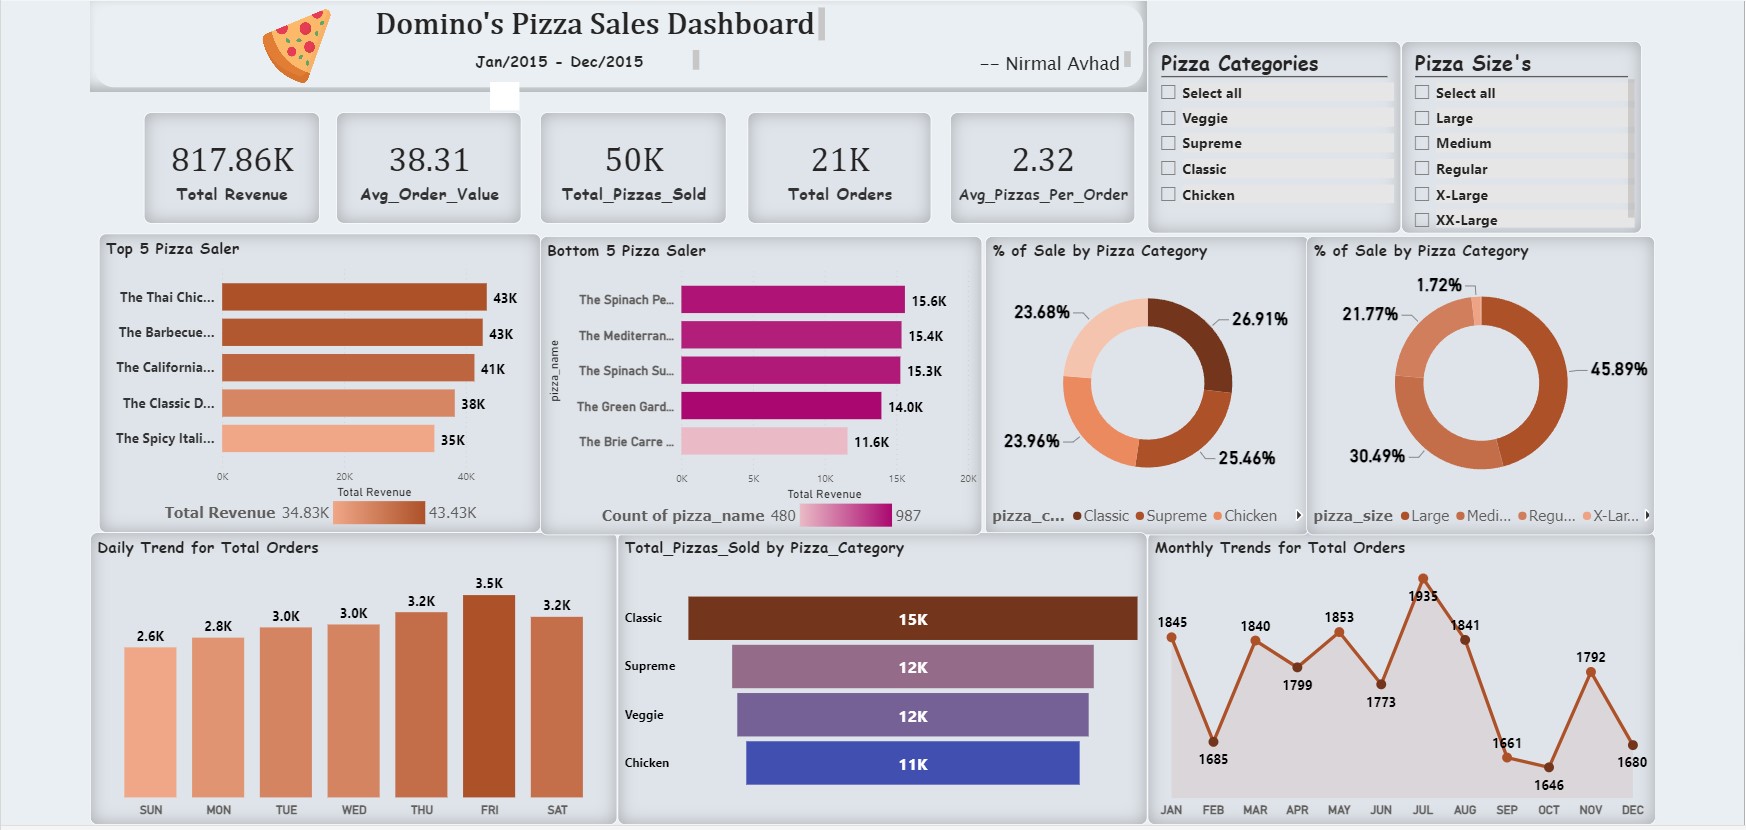 Domino's Pizza Sales Dashboard
Jan/2015 - Dec/2015
-- Nirmal Avhad
Pizza Categories
Select all
Veggie
Supreme
Classic
Chicken
Pizza Size's
Select all
Large
Medium
Regular
X-Large
XX-Large
817.86K
Total Revenue
38.31
Avg_Order_Value
50K
Total_Pizzas_Sold
21K
Total Orders
2.32
Avg_Pizzas_Per_Order
Top 5 Pizza Saler
The Thai Chic... 43K
The Barbecue... 43K
The California... 41K
The Classic D... 38K
The Spicy Itali... 35K
0K 20K 40K
Total Revenue
Total Revenue 34.83K 43.43K
Bottom 5 Pizza Saler
pizza_name
The Spinach Pe... 15.6K
The Mediterran... 15.4K
The Spinach Su... 15.3K
The Green Gard... 14.0K
The Brie Carre ... 11.6K
0K 5K 10K 15K 20K
Total Revenue
Count of pizza_name 480 987
% of Sale by Pizza Category
23.68%
26.91%
23.96%
25.46%
pizza_c... Classic Supreme Chicken
% of Sale by Pizza Category
1.72%
21.77%
45.89%
30.49%
pizza_size Large Medi... Regu... X-Lar...
Daily Trend for Total Orders
2.6K 2.8K 3.0K 3.0K 3.2K 3.5K 3.2K
SUN MON TUE WED THU FRI SAT
Total_Pizzas_Sold by Pizza_Category
Classic 15K
Supreme 12K
Veggie 12K
Chicken 11K
Monthly Trends for Total Orders
1845 1685 1840 1799 1853 1773 1935 1841 1661 1646 1792 1680
JAN FEB MAR APR MAY JUN JUL AUG SEP OCT NOV DEC